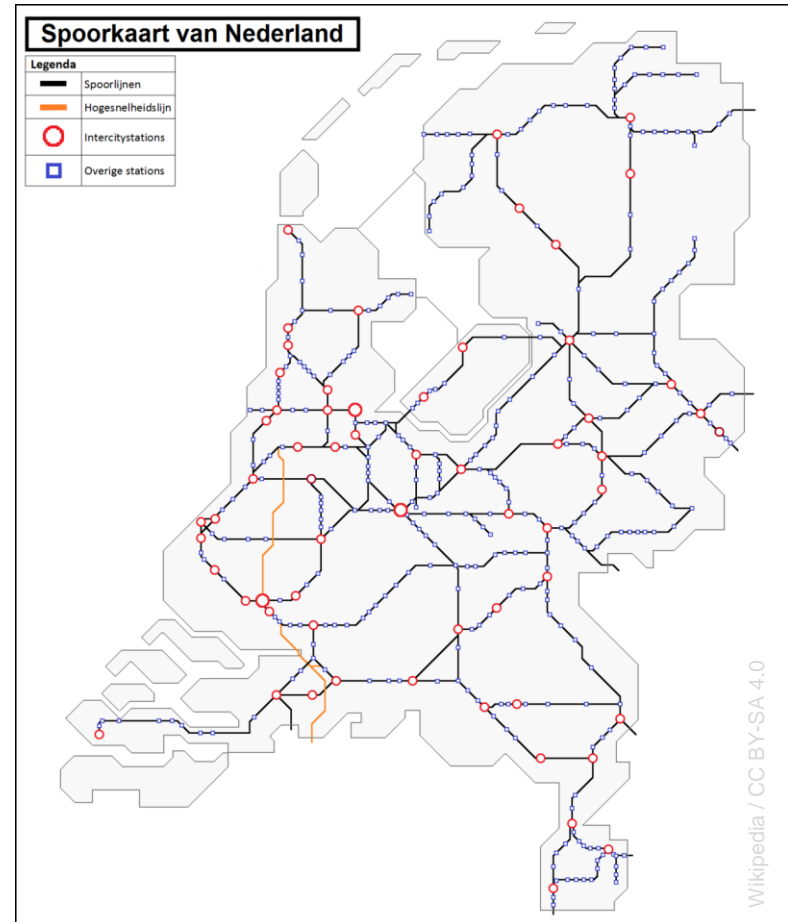 Spoorkaart van Nederland
Legenda
Spoorlijnen
Hogesnelheidslijn
Intercitystations
Overige stations
Wikipedia / CC BY-SA 4.0